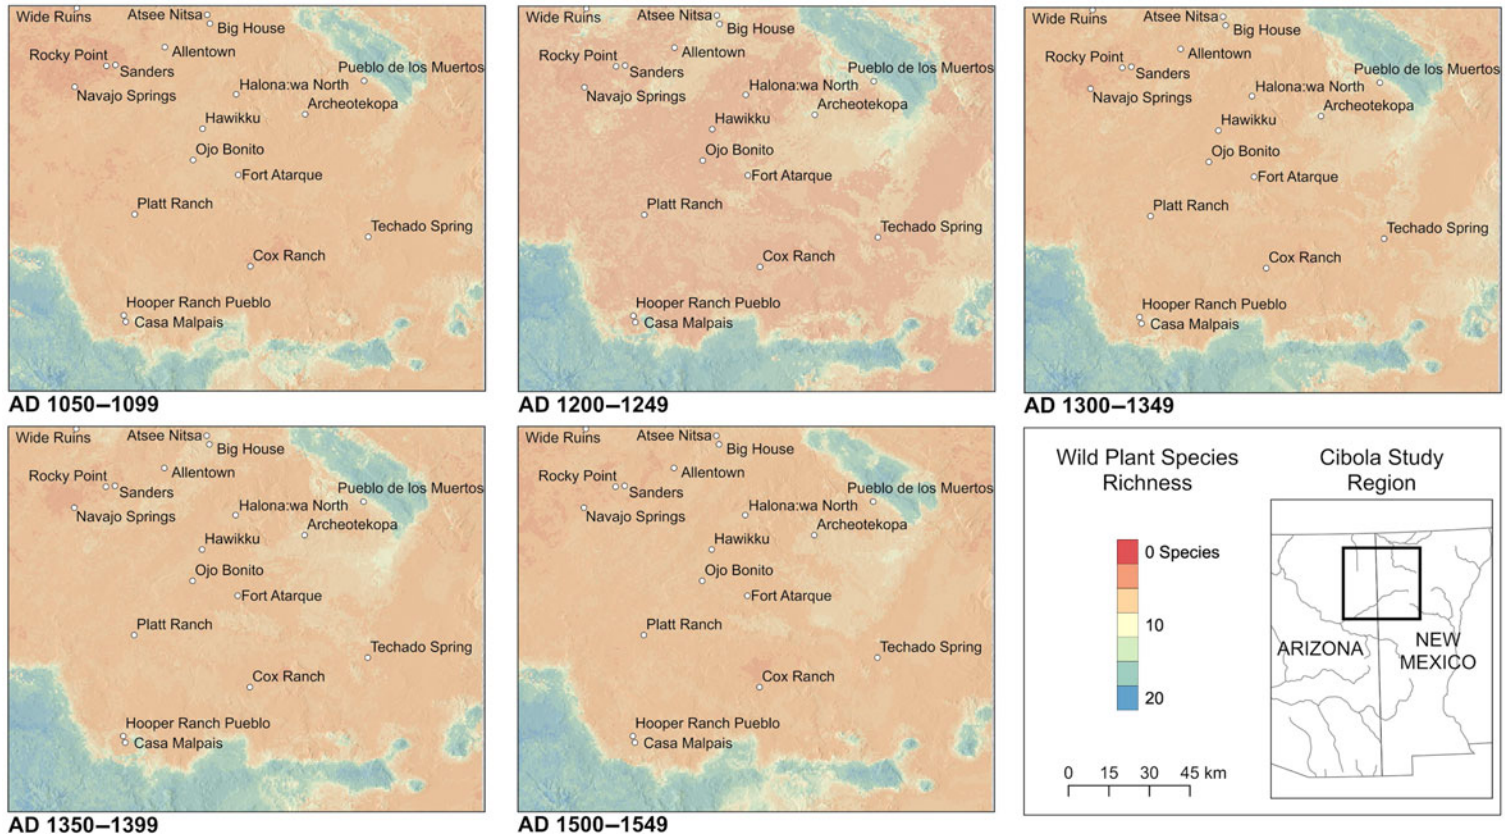 Wide Ruins
Atsee Nitsa
Big House
Rocky Point
Allentown
Sanders
Pueblo de los Muertos
Navajo Springs
Halona:wa North
Archeotekopa
Hawikku
Ojo Bonito
Fort Atarque
Platt Ranch
Techado Spring
Cox Ranch
Hooper Ranch Pueblo
Casa Malpais
AD 1050–1099
Wide Ruins
Atsee Nitsa
Big House
Rocky Point
Allentown
Sanders
Pueblo de los Muertos
Navajo Springs
Halona:wa North
Archeotekopa
Hawikku
Ojo Bonito
Fort Atarque
Platt Ranch
Techado Spring
Cox Ranch
Hooper Ranch Pueblo
Casa Malpais
AD 1200–1249
Wide Ruins
Atsee Nitsa
Big House
Rocky Point
Allentown
Sanders
Pueblo de los Muertos
Navajo Springs
Halona:wa North
Archeotekopa
Hawikku
Ojo Bonito
Fort Atarque
Platt Ranch
Techado Spring
Cox Ranch
Hooper Ranch Pueblo
Casa Malpais
AD 1300–1349
Wide Ruins
Atsee Nitsa
Big House
Rocky Point
Allentown
Sanders
Pueblo de los Muertos
Navajo Springs
Halona:wa North
Archeotekopa
Hawikku
Ojo Bonito
Fort Atarque
Platt Ranch
Techado Spring
Cox Ranch
Hooper Ranch Pueblo
Casa Malpais
AD 1350–1399
Wide Ruins
Atsee Nitsa
Big House
Rocky Point
Allentown
Sanders
Pueblo de los Muertos
Navajo Springs
Halona:wa North
Archeotekopa
Hawikku
Ojo Bonito
Fort Atarque
Platt Ranch
Techado Spring
Cox Ranch
Hooper Ranch Pueblo
Casa Malpais
AD 1500–1549
Wild Plant Species
Richness
0 Species
10
20
0 15 30 45 km
Cibola Study
Region
ARIZONA
NEW
MEXICO